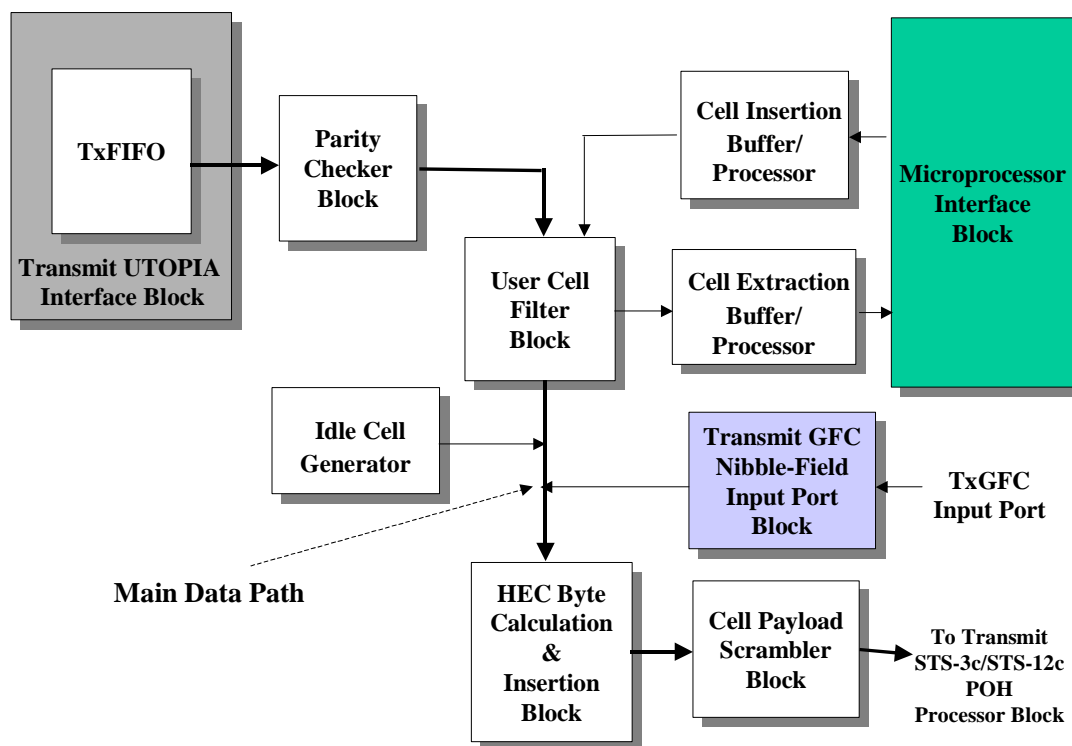 TxFIFO
Transmit UTOPIA
Interface Block
Parity
Checker
Block
Cell Insertion
Buffer/
Processor
Microprocessor
Interface
Block
User Cell
Filter
Block
Cell Extraction
Buffer/
Processor
Idle Cell
Generator
Transmit GFC
Nibble-Field
Input Port
Block
TxGFC
Input Port
Main Data Path
HEC Byte
Calculation
&
Insertion
Block
Cell Payload
Scrambler
Block
To Transmit
STS-3c/STS-12c
POH
Processor Block